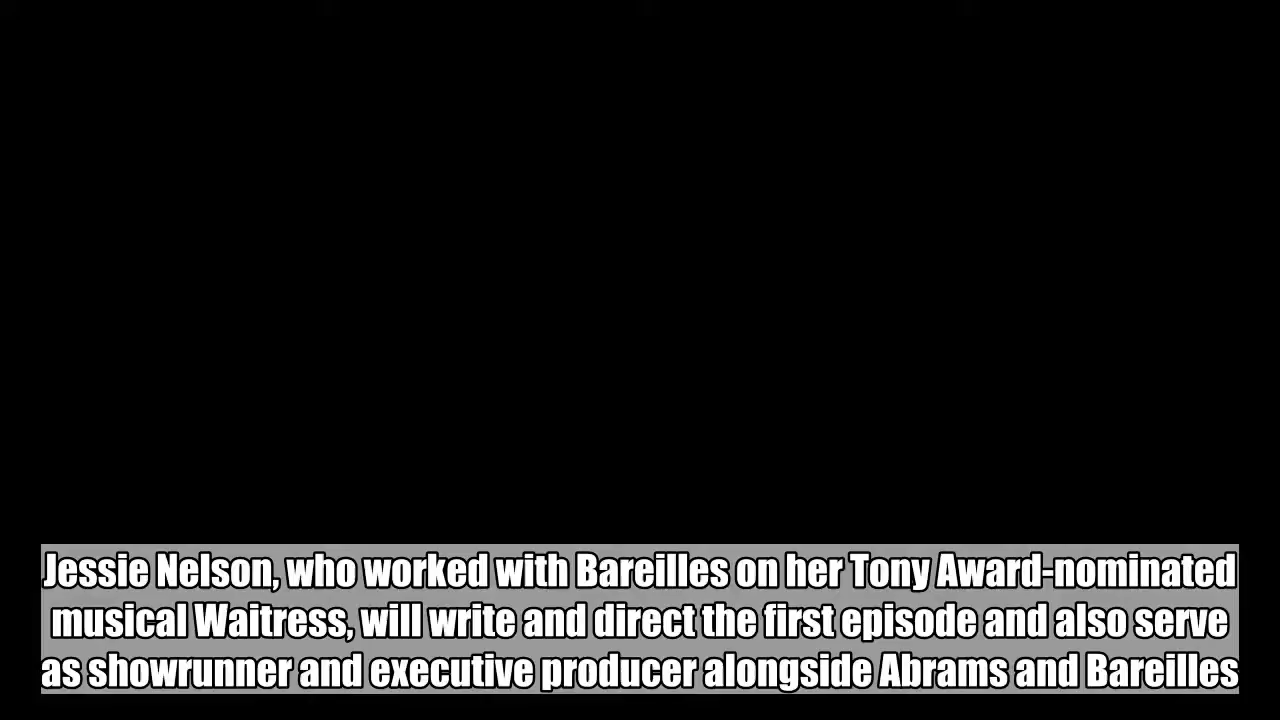 Jessie Nelson, who worked with Bareilles on her Tony Award-nominated
musical Waitress, will write and direct the first episode and also serve
as showrunner and executive producer alongside Abrams and Bareilles